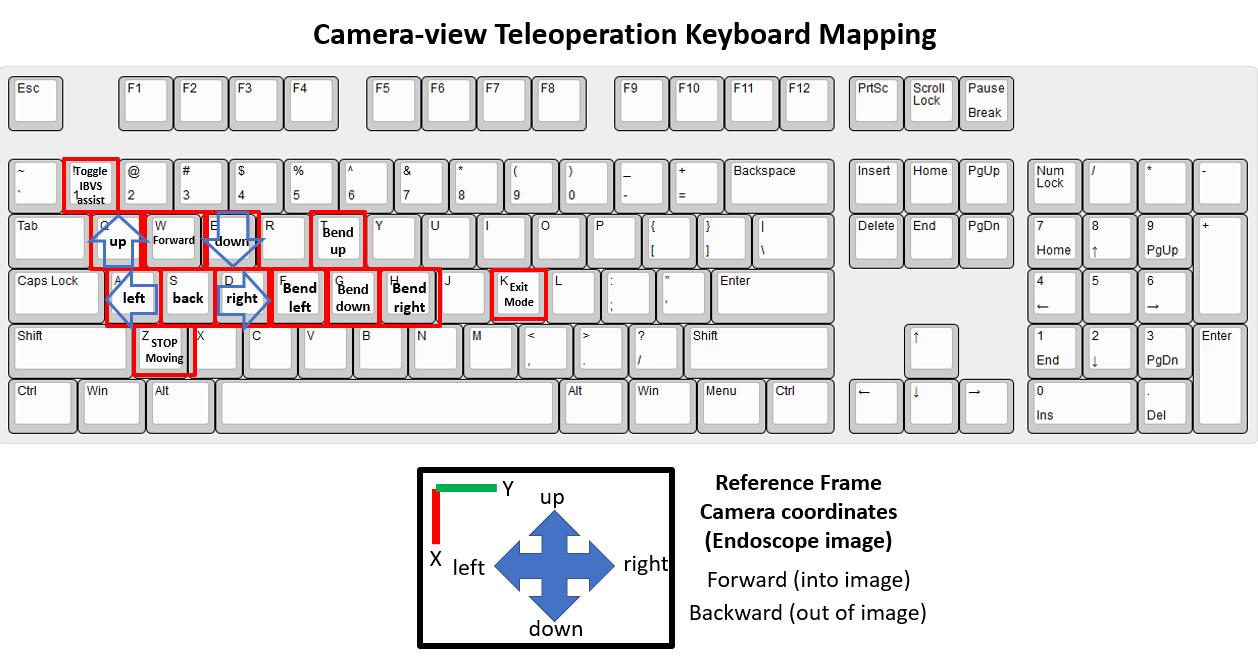 Camera-view Teleoperation Keyboard Mapping
Esc F1 F2 F3 F4 F5 F6 F7 F8 F9 F10 F11 F12 PrtSc Scroll Lock Pause Break
~ ` ! 1 Toggle IBVS assist @ 2 # 3 $ 4 % 5 ^ 6 & 7 * 8 ( 9 ) 0 _ - + = Backspace Insert Home PgUp Num Lock / * -
Tab Q up W Forward E down R T Bend up Y U I O P { [ } ] | \ Delete End PgDn 7 Home 8 ↑ 9 PgUp +
Caps Lock A left S back D right F Bend left G Bend down H Bend right J K Exit Mode L : ; " ' Enter 4 ← 5 6 →
Shift Z STOP Moving X C V B N M < , > . ? / Shift ↑ 1 End 2 ↓ 3 PgDn Enter
Ctrl Win Alt Alt Win Menu Ctrl ← ↓ → 0 Ins . Del
Y
X
up
left
right
down
Reference Frame
Camera coordinates
(Endoscope image)
Forward (into image)
Backward (out of image)